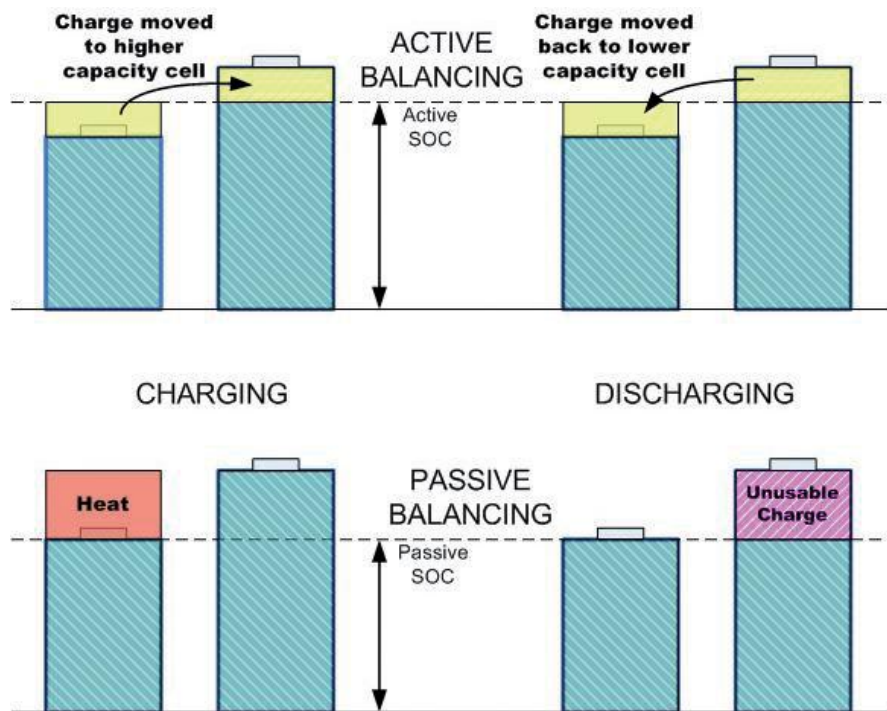 Charge moved
to higher
capacity cell
ACTIVE
BALANCING
Charge moved
back to lower
capacity cell
Active
SOC
CHARGING
DISCHARGING
Heat
PASSIVE
BALANCING
Unusable
Charge
Passive
SOC